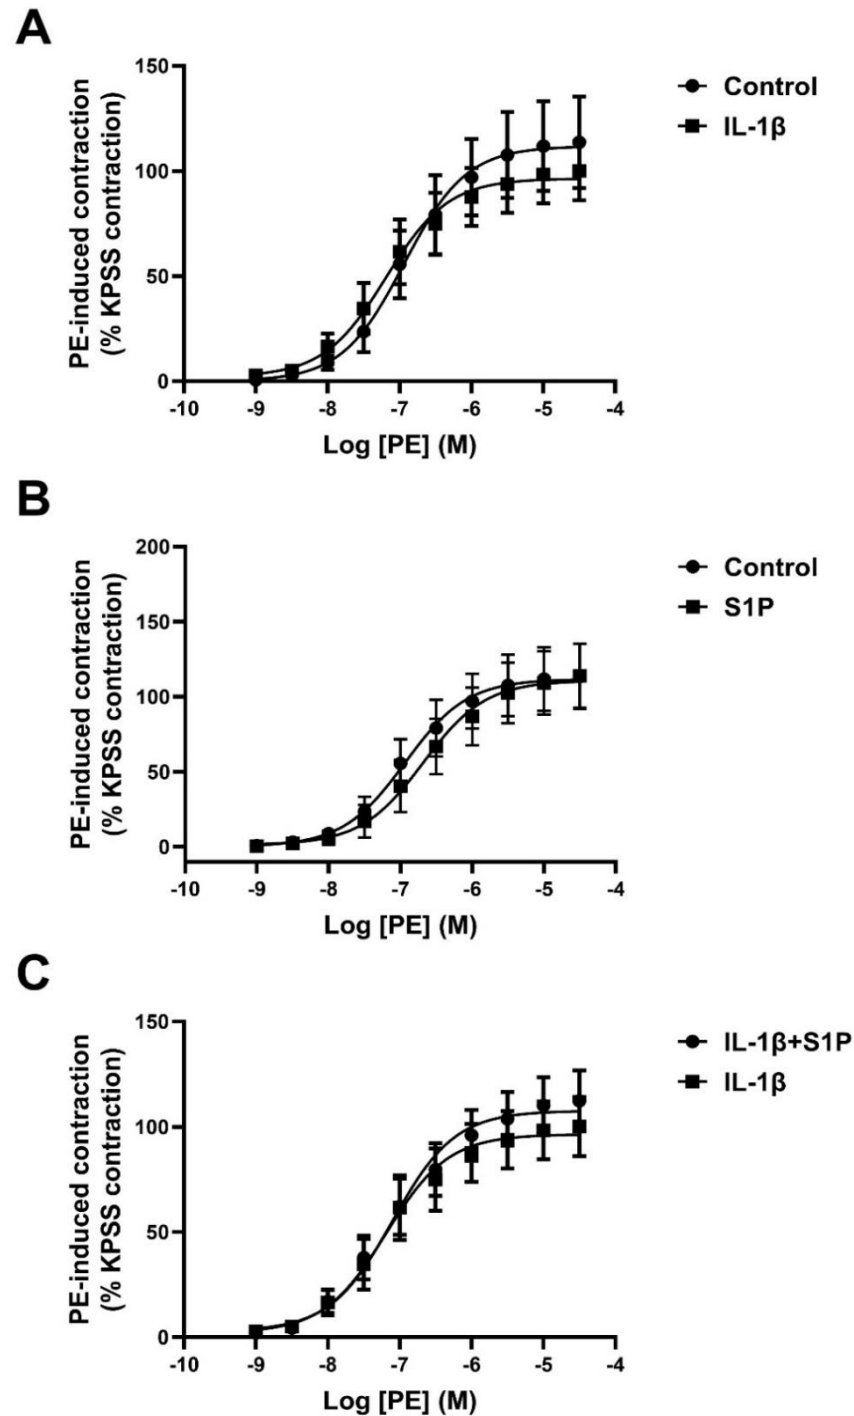 A
PE-induced contraction
(% KPSS contraction)
150
100
50
0
-10 -9 -8 -7 -6 -5 -4
Log [PE] (M)
Control
IL-1β
B
PE-induced contraction
(% KPSS contraction)
200
150
100
50
0
-10 -9 -8 -7 -6 -5 -4
Log [PE] (M)
Control
S1P
C
PE-induced contraction
(% KPSS contraction)
150
100
50
0
-10 -9 -8 -7 -6 -5 -4
Log [PE] (M)
IL-1β+S1P
IL-1β